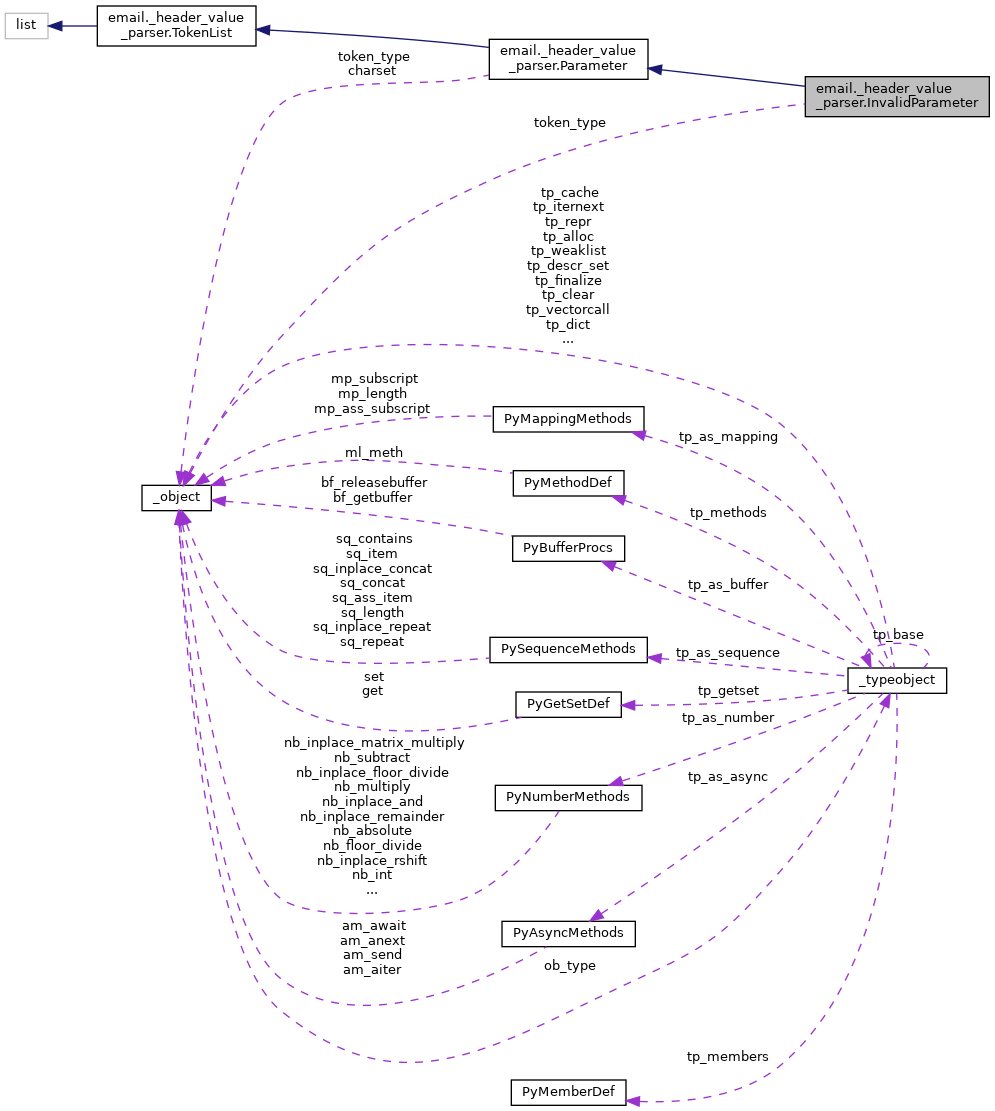 list
email._header_value
_parser.TokenList
email._header_value
_parser.Parameter
email._header_value
_parser.InvalidParameter
token_type
charset
token_type
tp_cache
tp_iternext
tp_repr
tp_alloc
tp_weaklist
tp_descr_set
tp_finalize
tp_clear
tp_vectorcall
tp_dict
...
mp_subscript
mp_length
mp_ass_subscript
PyMappingMethods
tp_as_mapping
ml_meth
PyMethodDef
tp_methods
_object
bf_releasebuffer
bf_getbuffer
PyBufferProcs
tp_as_buffer
sq_contains
sq_item
sq_inplace_concat
sq_concat
sq_ass_item
sq_length
sq_inplace_repeat
sq_repeat
PySequenceMethods
tp_as_sequence
tp_base
_typeobject
set
get
PyGetSetDef
tp_getset
tp_as_number
nb_inplace_matrix_multiply
nb_subtract
nb_inplace_floor_divide
nb_multiply
nb_inplace_and
nb_inplace_remainder
nb_absolute
nb_floor_divide
nb_inplace_rshift
nb_int
...
PyNumberMethods
tp_as_async
am_await
am_anext
am_send
am_aiter
PyAsyncMethods
ob_type
tp_members
PyMemberDef